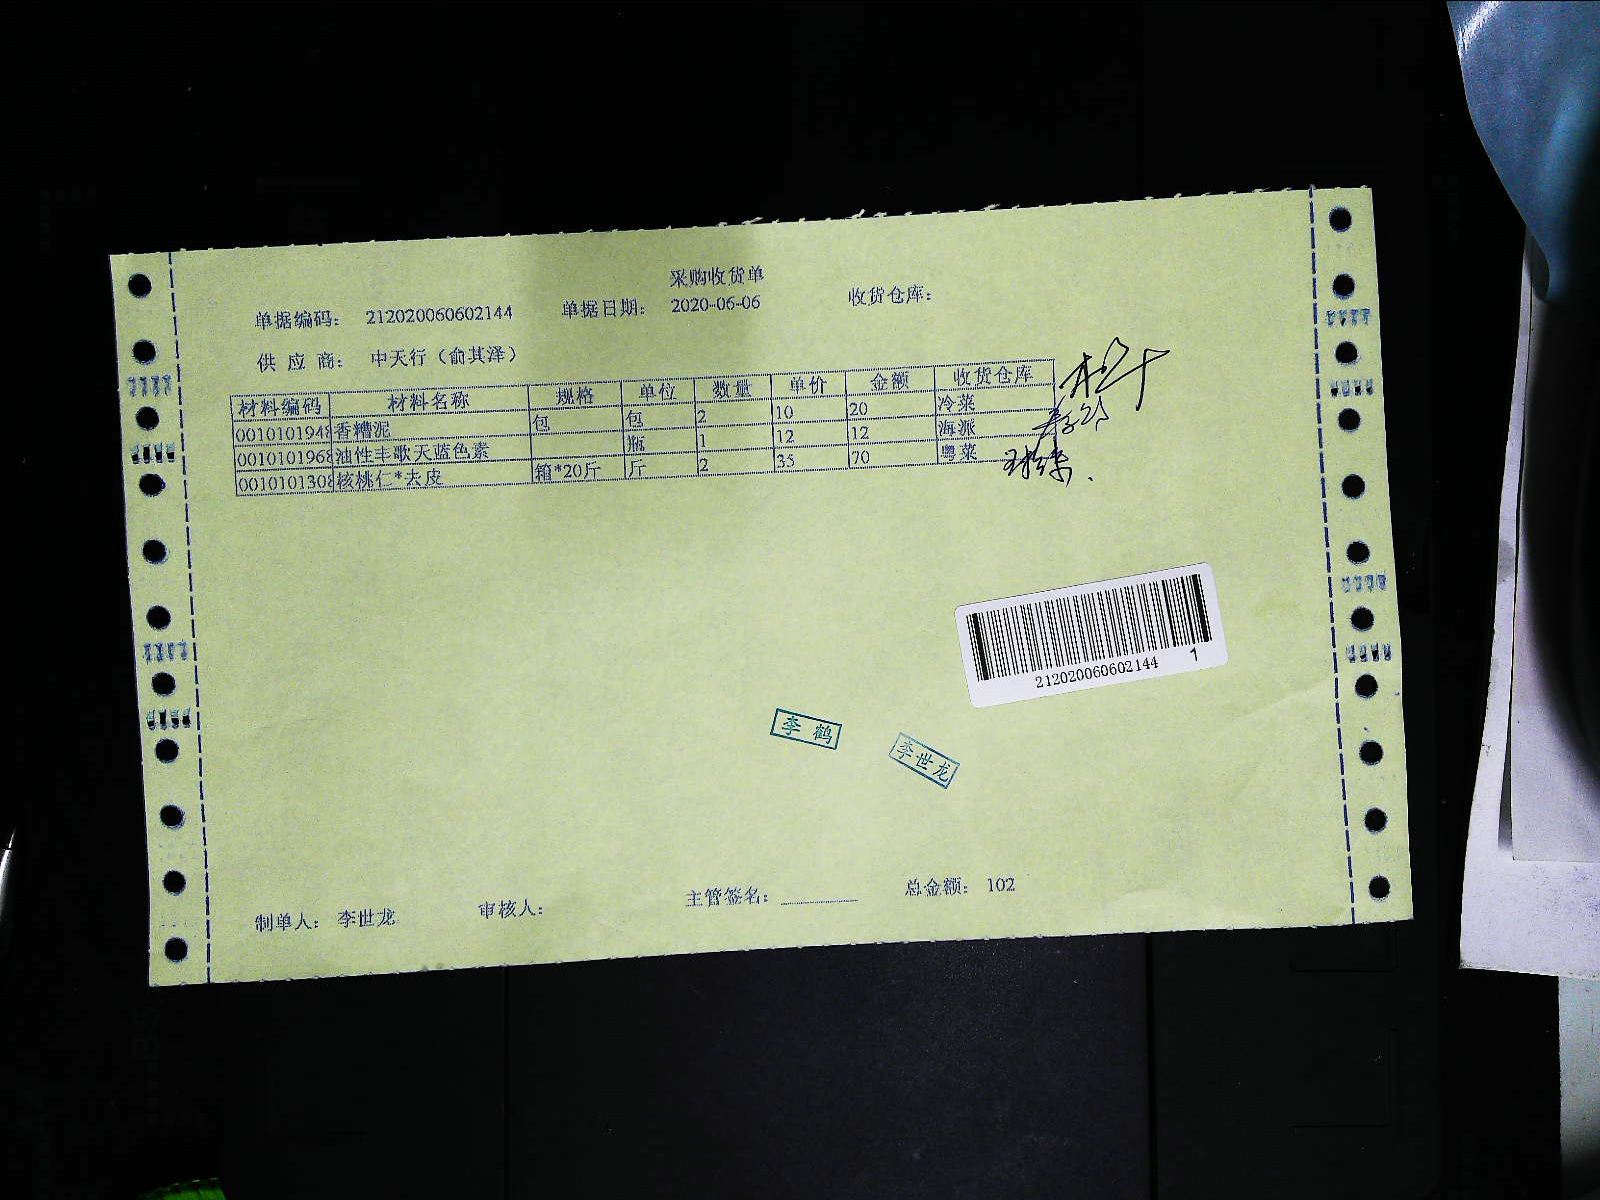 采购收货单
单据编码: 212020060602144 单据日期: 2020-06-06 收货仓库:
供应商: 中天行(俞其泽)
材料编码 材料名称 规格 单位 数量 单价 金额 收货仓库
0010101948 香糟泥 包 包 2 10 20 冷菜
0010101968 油性丰歌天蓝色素 瓶 1 12 12 海派
0010101308 核桃仁*去皮 箱*20斤 斤 2 35 70 粤菜
212020060602144 1
李鹤
李世龙
制单人: 李世龙 审核人: 主管签名: 总金额: 102